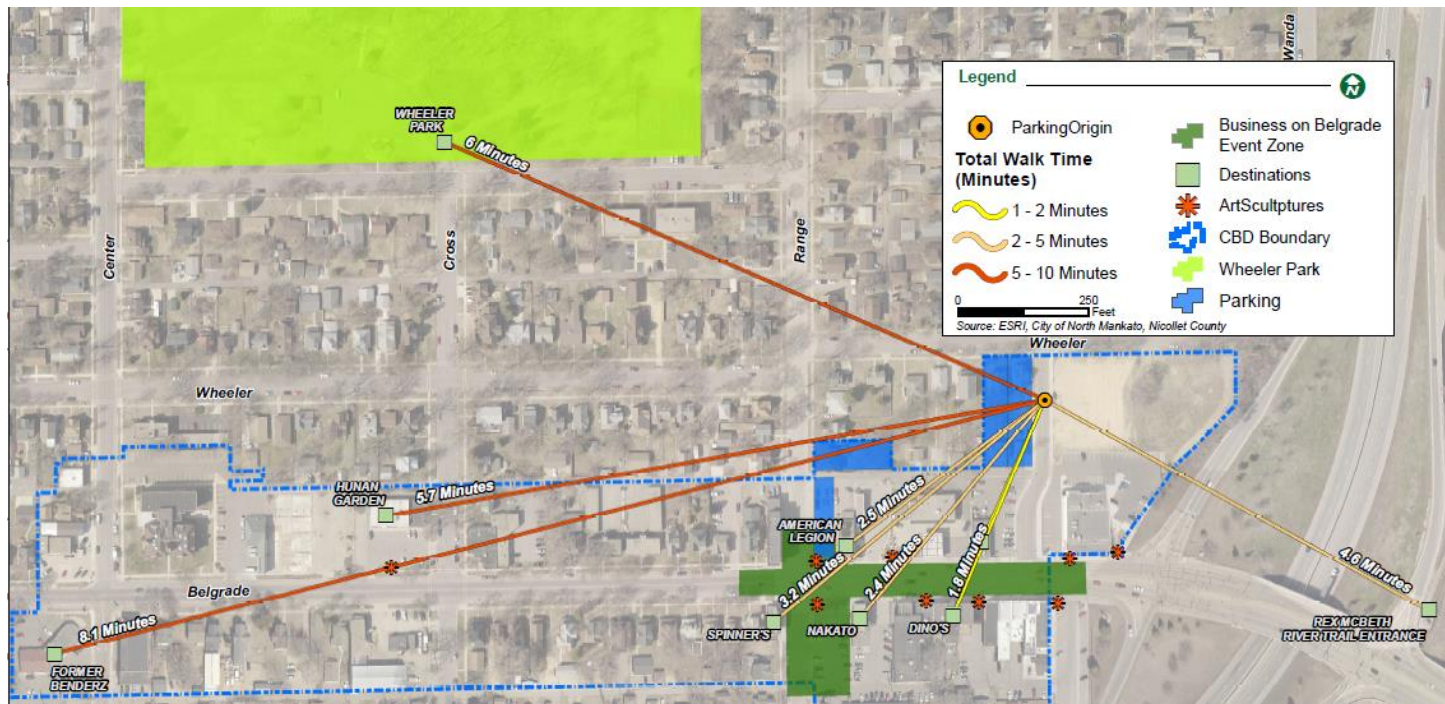 Wanda
Legend
N
ParkingOrigin
Total Walk Time
(Minutes)
1 - 2 Minutes
2 - 5 Minutes
5 - 10 Minutes
0 250
Feet
Business on Belgrade
Event Zone
Destinations
ArtScultptures
CBD Boundary
Wheeler Park
Parking
Source: ESRI, City of North Mankato, Nicollet County
WHEELER
PARK
6 Minutes
Center
Cross
Range
Wheeler
Wheeler
HUNAN
GARDEN
5.7 Minutes
AMERICAN
LEGION
2.5 Minutes
3.2 Minutes
2.4 Minutes
1.8 Minutes
4.6 Minutes
Belgrade
8.1 Minutes
FORMER
BENDERZ
SPINNER'S
NAKATO
DINO'S
REX MCBETH
RIVER TRAIL ENTRANCE